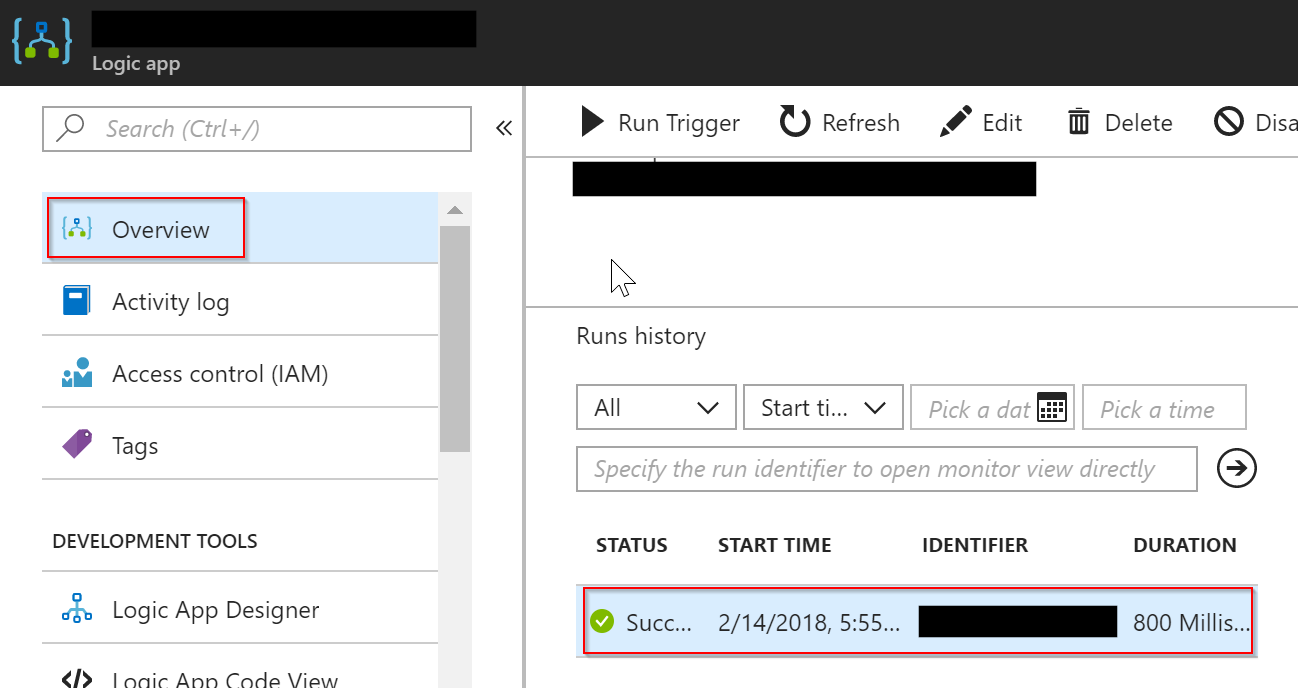 Logic app
Search (Ctrl+/)
«
Overview
Activity log
Access control (IAM)
Tags
DEVELOPMENT TOOLS
Logic App Designer
</> Logic App Code View
Run Trigger Refresh Edit Delete Disa
Runs history
All Start ti... Pick a dat Pick a time
Specify the run identifier to open monitor view directly
STATUS START TIME IDENTIFIER DURATION
Succ... 2/14/2018, 5:55... 800 Millis...